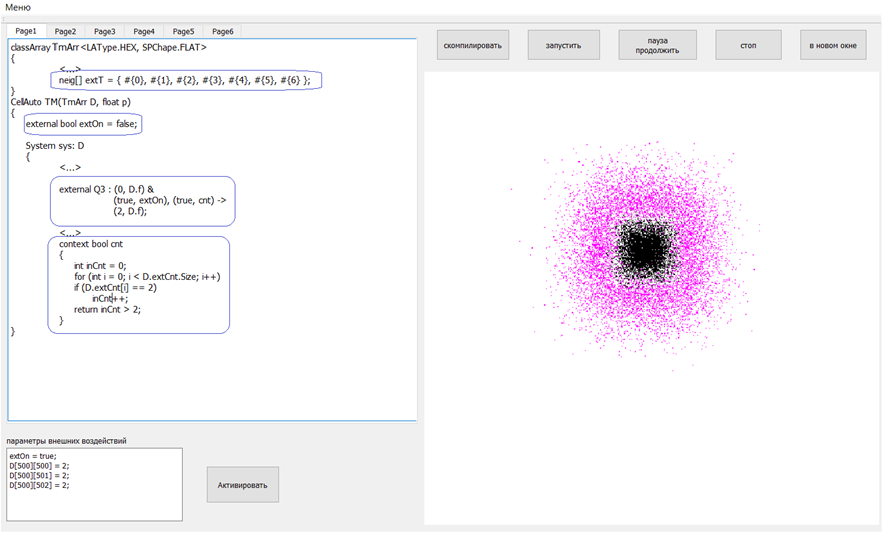 Меню
Page1 Page2 Page3 Page4 Page5 Page6
classArray TmArr<LAType.HEX, SPChape.FLAT>
{
<...>
neig[] extT = { #{0}, #{1}, #{2}, #{3}, #{4}, #{5}, #{6} };
}
CellAuto TM(TmArr D, float p)
{
external bool extOn = false;
System sys: D
{
<...>
external Q3 : (0, D.f) &
(true, extOn), (true, cnt) ->
(2, D.f);
<...>
context bool cnt
{
int inCnt = 0;
for (int i = 0; i < D.extCnt.Size; i++)
if (D.extCnt[i] == 2)
inCnt++;
return inCnt > 2;
}
}
скомпилировать
запустить
пауза
продолжить
стоп
в новом окне
параметры внешних воздействий
extOn = true;
D[500][500] = 2;
D[500][501] = 2;
D[500][502] = 2;
Активировать